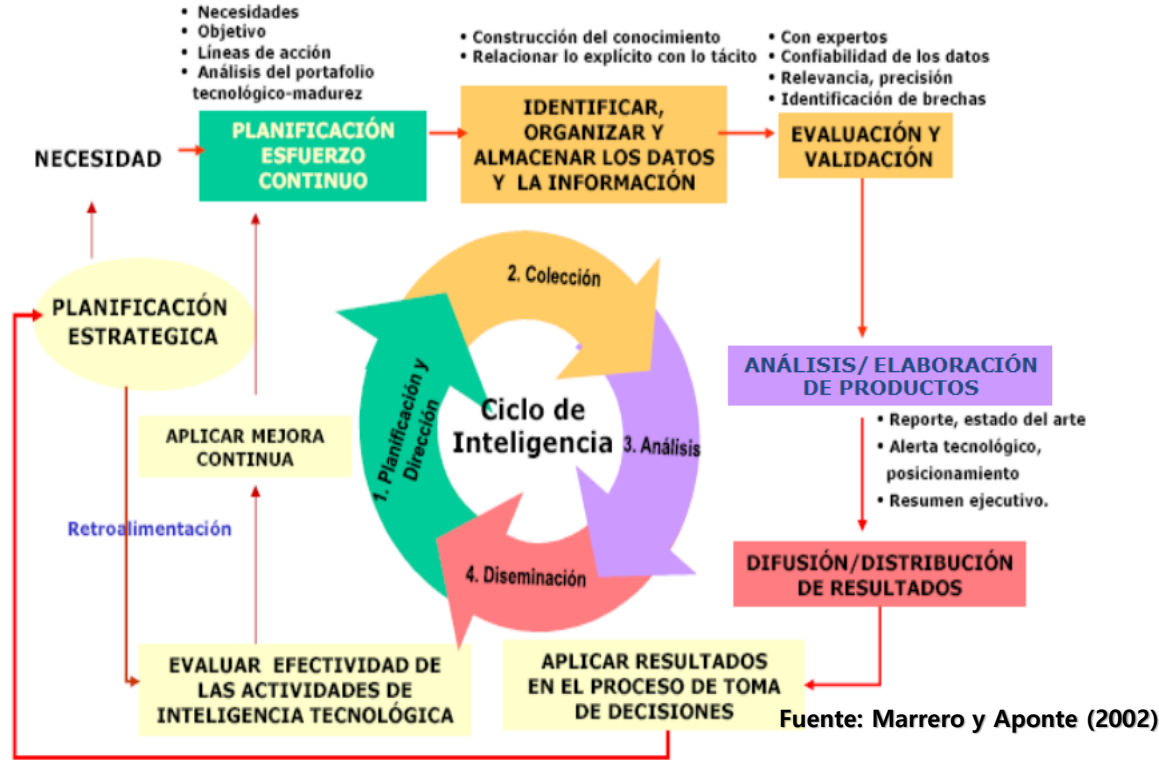 • Necesidades
• Objetivo
• Líneas de acción
• Análisis del portafolio
tecnológico-madurez
• Construcción del conocimiento
• Relacionar lo explícito con lo tácito
• Con expertos
• Confiabilidad de los datos
• Relevancia, precisión
• Identificación de brechas
NECESIDAD
PLANIFICACIÓN
ESFUERZO
CONTINUO
IDENTIFICAR,
ORGANIZAR Y
ALMACENAR LOS DATOS
Y LA INFORMACIÓN
EVALUACIÓN Y
VALIDACIÓN
PLANIFICACIÓN
ESTRATEGICA
2. Colección
1. Planificación y
Dirección
Ciclo de
Inteligencia
3. Análisis
4. Diseminación
ANÁLISIS/ ELABORACIÓN
DE PRODUCTOS
• Reporte, estado del arte
• Alerta tecnológico,
posicionamiento
• Resumen ejecutivo.
APLICAR MEJORA
CONTINUA
Retroalimentación
DIFUSIÓN/DISTRIBUCIÓN
DE RESULTADOS
EVALUAR EFECTIVIDAD DE
LAS ACTIVIDADES DE
INTELIGENCIA TECNOLÓGICA
APLICAR RESULTADOS
EN EL PROCESO DE TOMA
DE DECISIONES
Fuente: Marrero y Aponte (2002)